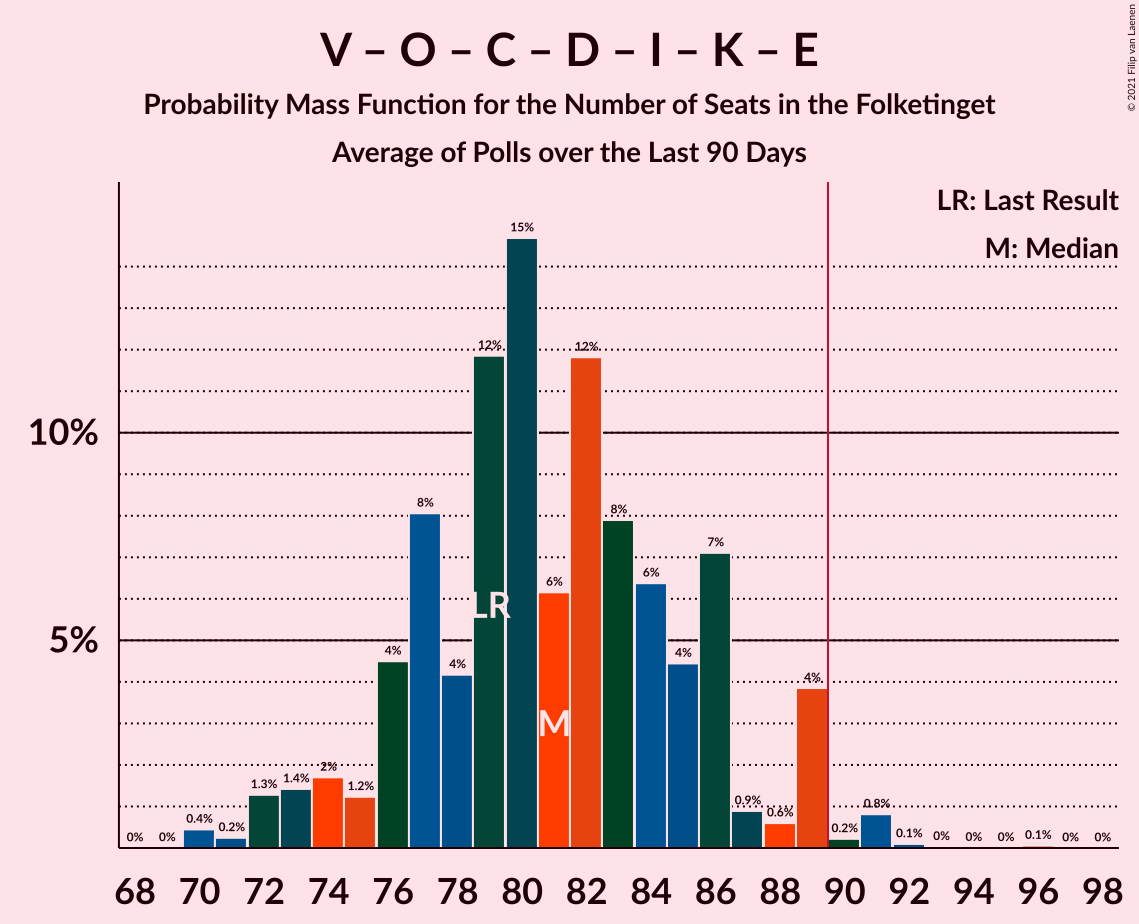 V – O – C – D – I – K – E
Probability Mass Function for the Number of Seats in the Folketinget
Average of Polls over the Last 90 Days
© 2021 Filip van Laenen
LR: Last Result
M: Median
10%
5%
0% 0% 0.4% 0.2% 1.3% 1.4% 2% 1.2% 4% 8% 4% 12% 15% 6% 12% 8% 6% 4% 7% 0.9% 0.6% 4% 0.2% 0.8% 0.1% 0% 0% 0% 0.1% 0% 0%
LR
M
68 70 72 74 76 78 80 82 84 86 88 90 92 94 96 98